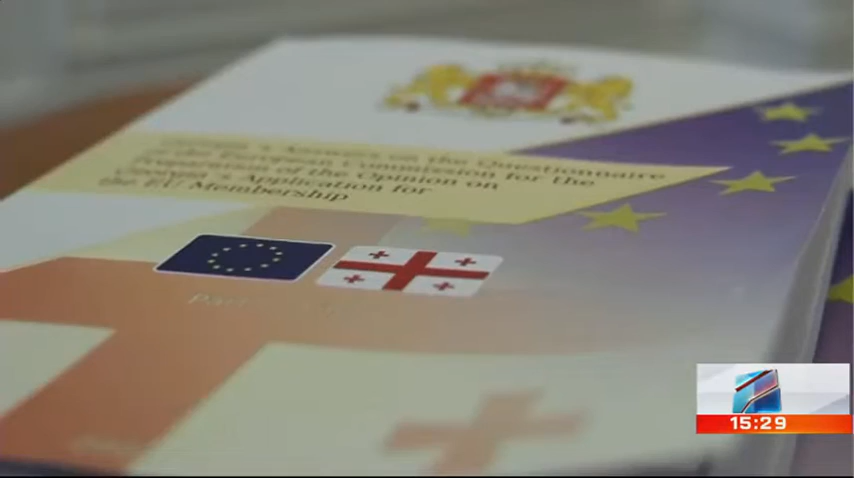 Georgia's Answers on the Questionnaire
of the European Commission for the
Preparation of the Opinion on
Georgia's Application for
the EU Membership
15:29